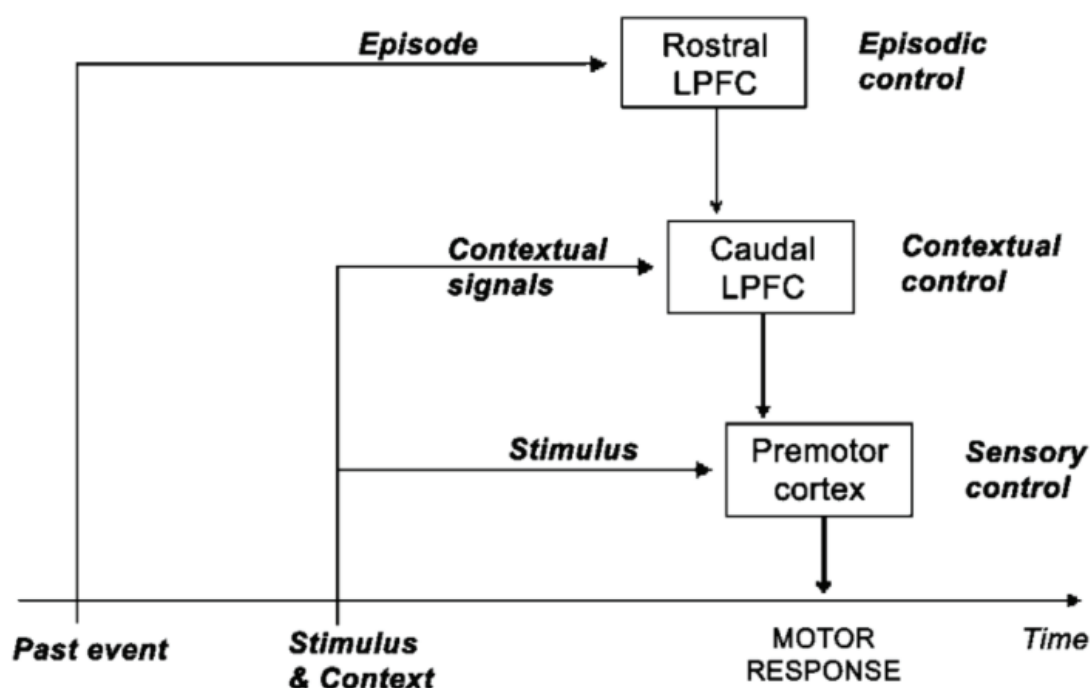 Episode
Rostral
LPFC
Episodic
control
Contextual
signals
Caudal
LPFC
Contextual
control
Stimulus
Premotor
cortex
Sensory
control
Past event
Stimulus
& Context
MOTOR
RESPONSE
Time